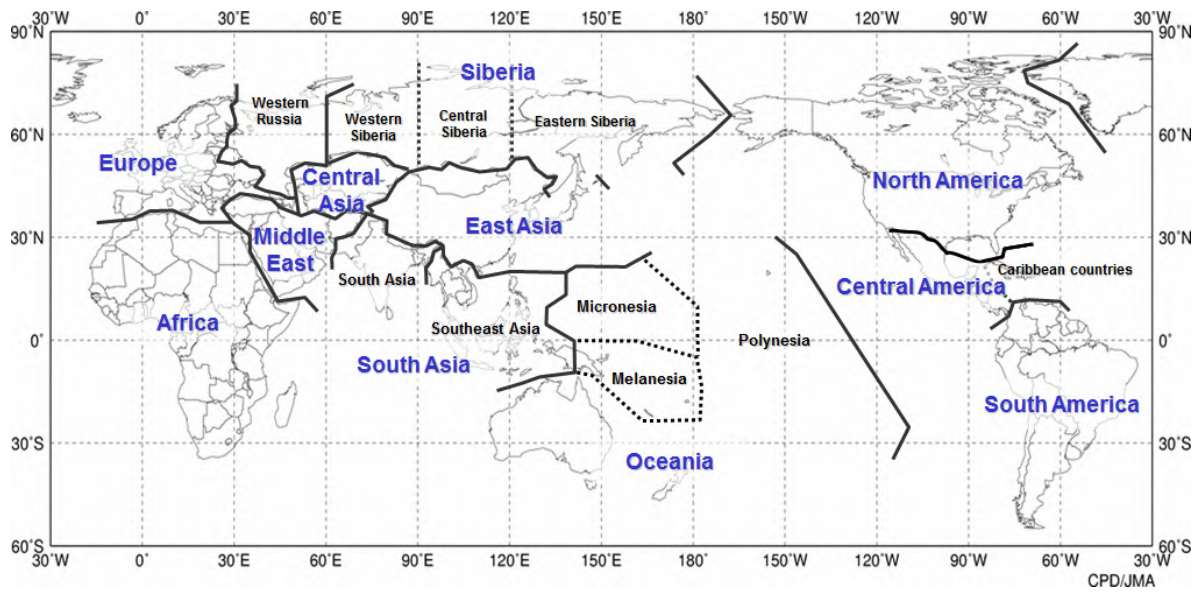 30°W 0° 30°E 60°E 90°E 120°E 150°E 180° 150°W 120°W 90°W 60°W 30°W
90°N 90°N
Siberia
Western
Russia
Western
Siberia
Central
Siberia
Eastern Siberia
60°N 60°N
Europe
Central
Asia
North America
East Asia
30°N 30°N
Middle
East
South Asia
Caribbean countries
Central America
Africa
Southeast Asia
Micronesia
0° 0°
Polynesia
South Asia
Melanesia
South America
30°S 30°S
Oceania
60°S 60°S
30°W 0° 30°E 60°E 90°E 120°E 150°E 180° 150°W 120°W 90°W 60°W 30°W
CPD/JMA